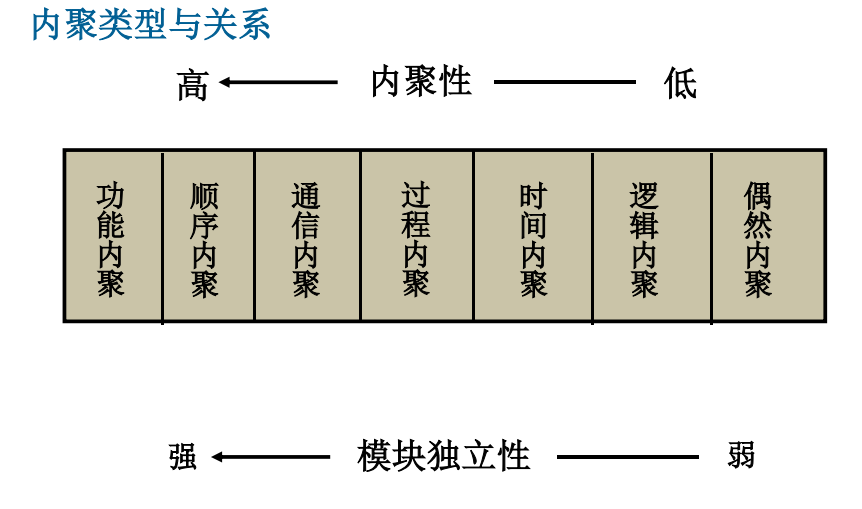 内聚类型与关系
高 内聚性 低
功能内聚
顺序内聚
通信内聚
过程内聚
时间内聚
逻辑内聚
偶然内聚
强 模块独立性 弱